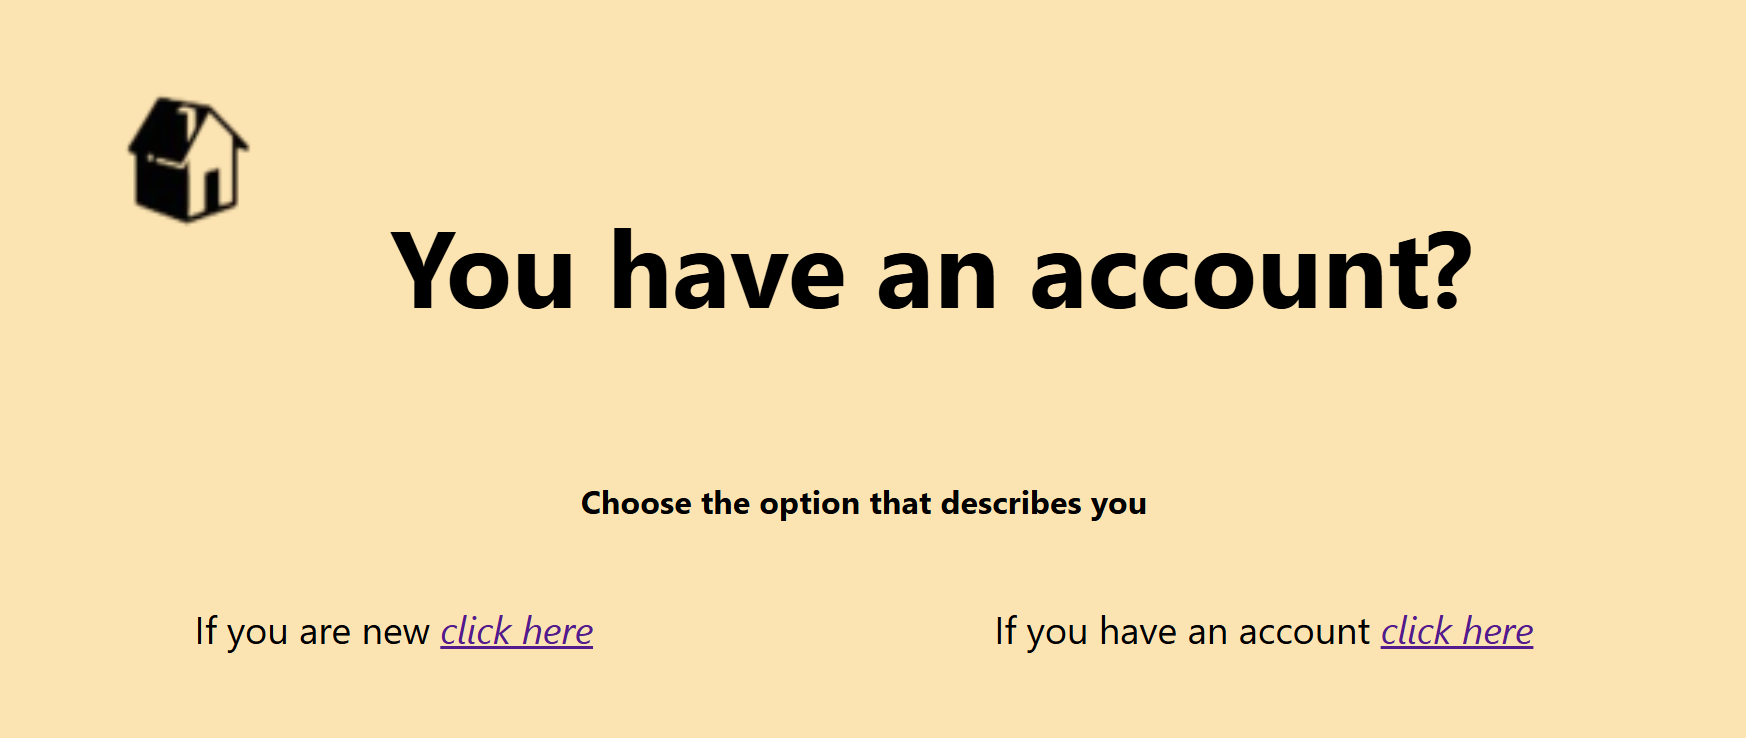 You have an account?
Choose the option that describes you
If you are new click here
If you have an account click here